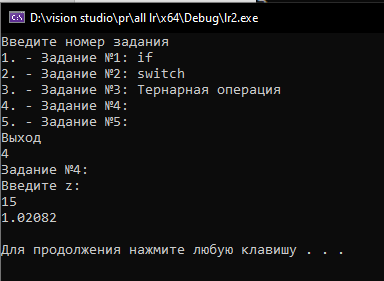 D:\vision studio\pr\all lr\x64\Debug\lr2.exe
Введите номер задания
1. - Задание №1: if
2. - Задание №2: switch
3. - Задание №3: Тернарная операция
4. - Задание №4:
5. - Задание №5:
Выход
4
Задание №4:
Введите z:
15
1.02082
Для продолжения нажмите любую клавишу . . .